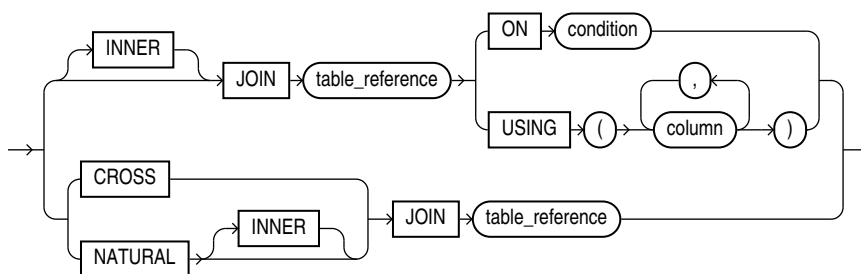 INNER JOIN table_reference ON condition
USING ( column , )
CROSS
NATURAL INNER JOIN table_reference